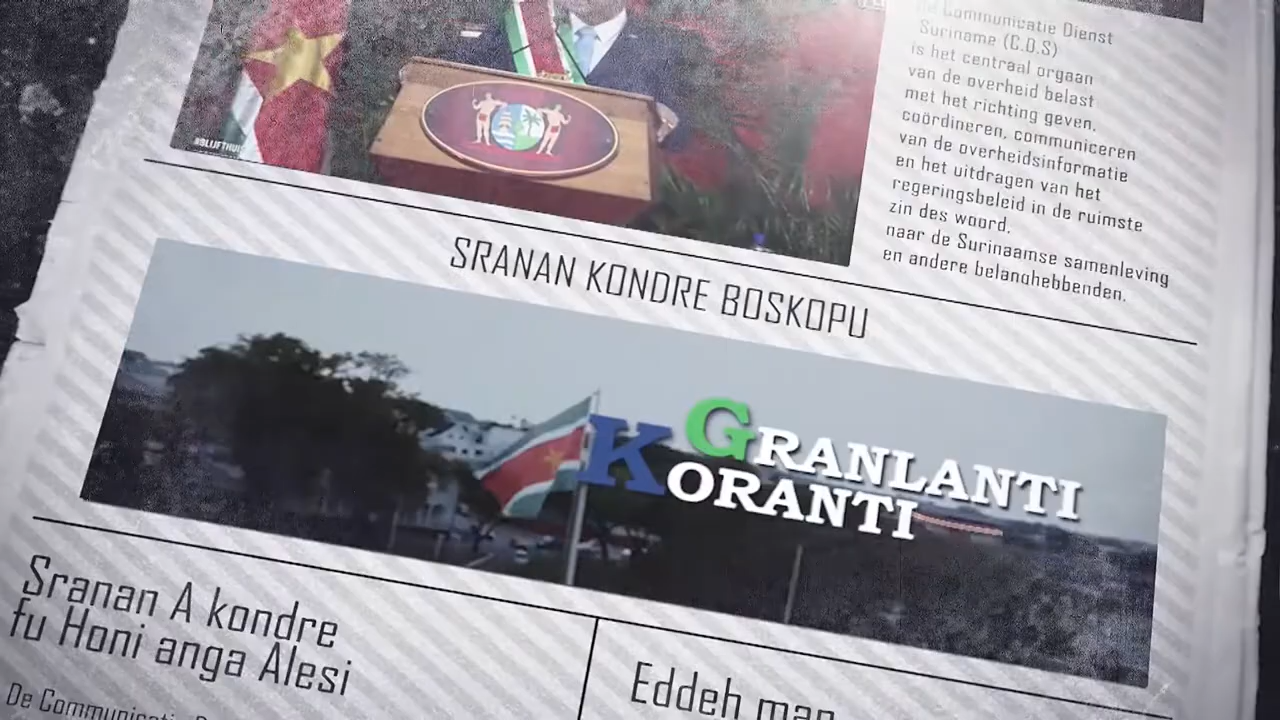 De Communicatie Dienst
Suriname (C.D.S)
is het centraal orgaan
van de overheid belast
met het richting geven,
coördineren, communiceren
van de overheidsinformatie
en het uitdragen van het
regeringsbeleid in de ruimste
zin des woord.
naar de Surinaamse samenleving
en andere belanghebbenden.
SRANAN KONDRE BOSKOPU
GRANLANTI
KORANTI
Sranan A kondre
fu Honi anga Alesi
De Communicatie
Eddeh man